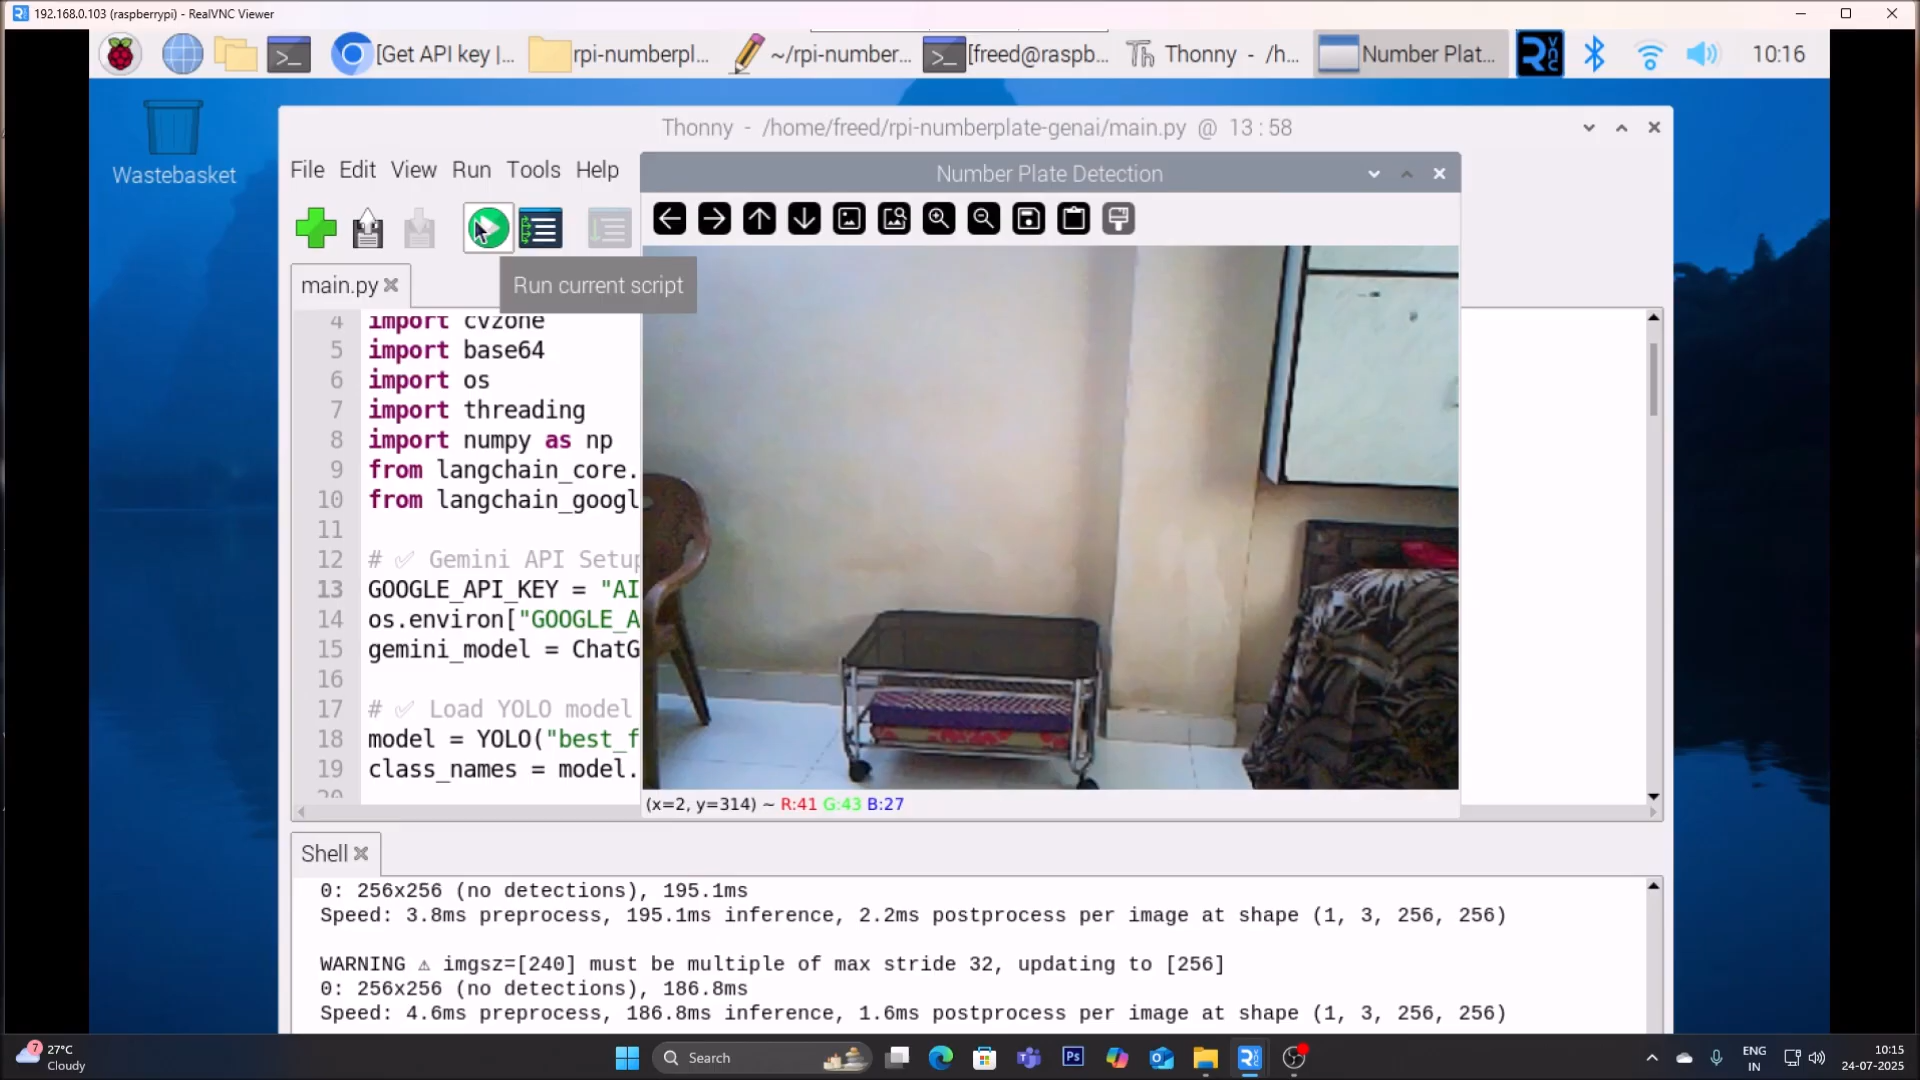 192.168.0.103 (raspberrypi) - RealVNC Viewer
[Get API key |...
rpi-numberpl...
~/rpi-number...
[freed@raspb...
Thonny - /h...
Number Plat...
10:16
Wastebasket
Thonny - /home/freed/rpi-numberplate-genai/main.py @ 13:58
File Edit View Run Tools Help
Number Plate Detection
main.py
Run current script
4 import cvzone
5 import base64
6 import os
7 import threading
8 import numpy as np
9 from langchain_core.
10 from langchain_googl
11
12 # ✅ Gemini API Setup
13 GOOGLE_API_KEY = "AI
14 os.environ["GOOGLE_A
15 gemini_model = ChatG
16
17 # ✅ Load YOLO model
18 model = YOLO("best_f
19 class_names = model.
20
(x=2, y=314) ~ R:41 G:43 B:27
Shell
0: 256x256 (no detections), 195.1ms
Speed: 3.8ms preprocess, 195.1ms inference, 2.2ms postprocess per image at shape (1, 3, 256, 256)
WARNING ⚠ imgsz=[240] must be multiple of max stride 32, updating to [256]
0: 256x256 (no detections), 186.8ms
Speed: 4.6ms preprocess, 186.8ms inference, 1.6ms postprocess per image at shape (1, 3, 256, 256)
7
27°C
Cloudy
Search
Ps
ENG
IN
10:15
24-07-2025